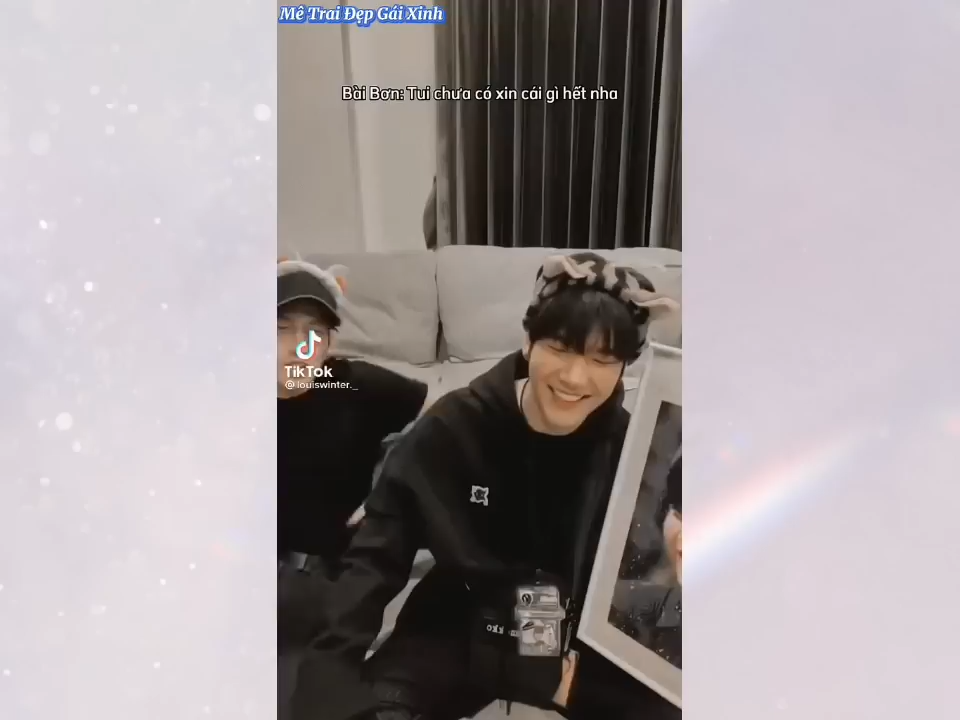 Mê Trai Đẹp Gái Xinh
Bài Bơn: Tui chưa có xin cái gì hết nha
TikTok
@louiswinter._